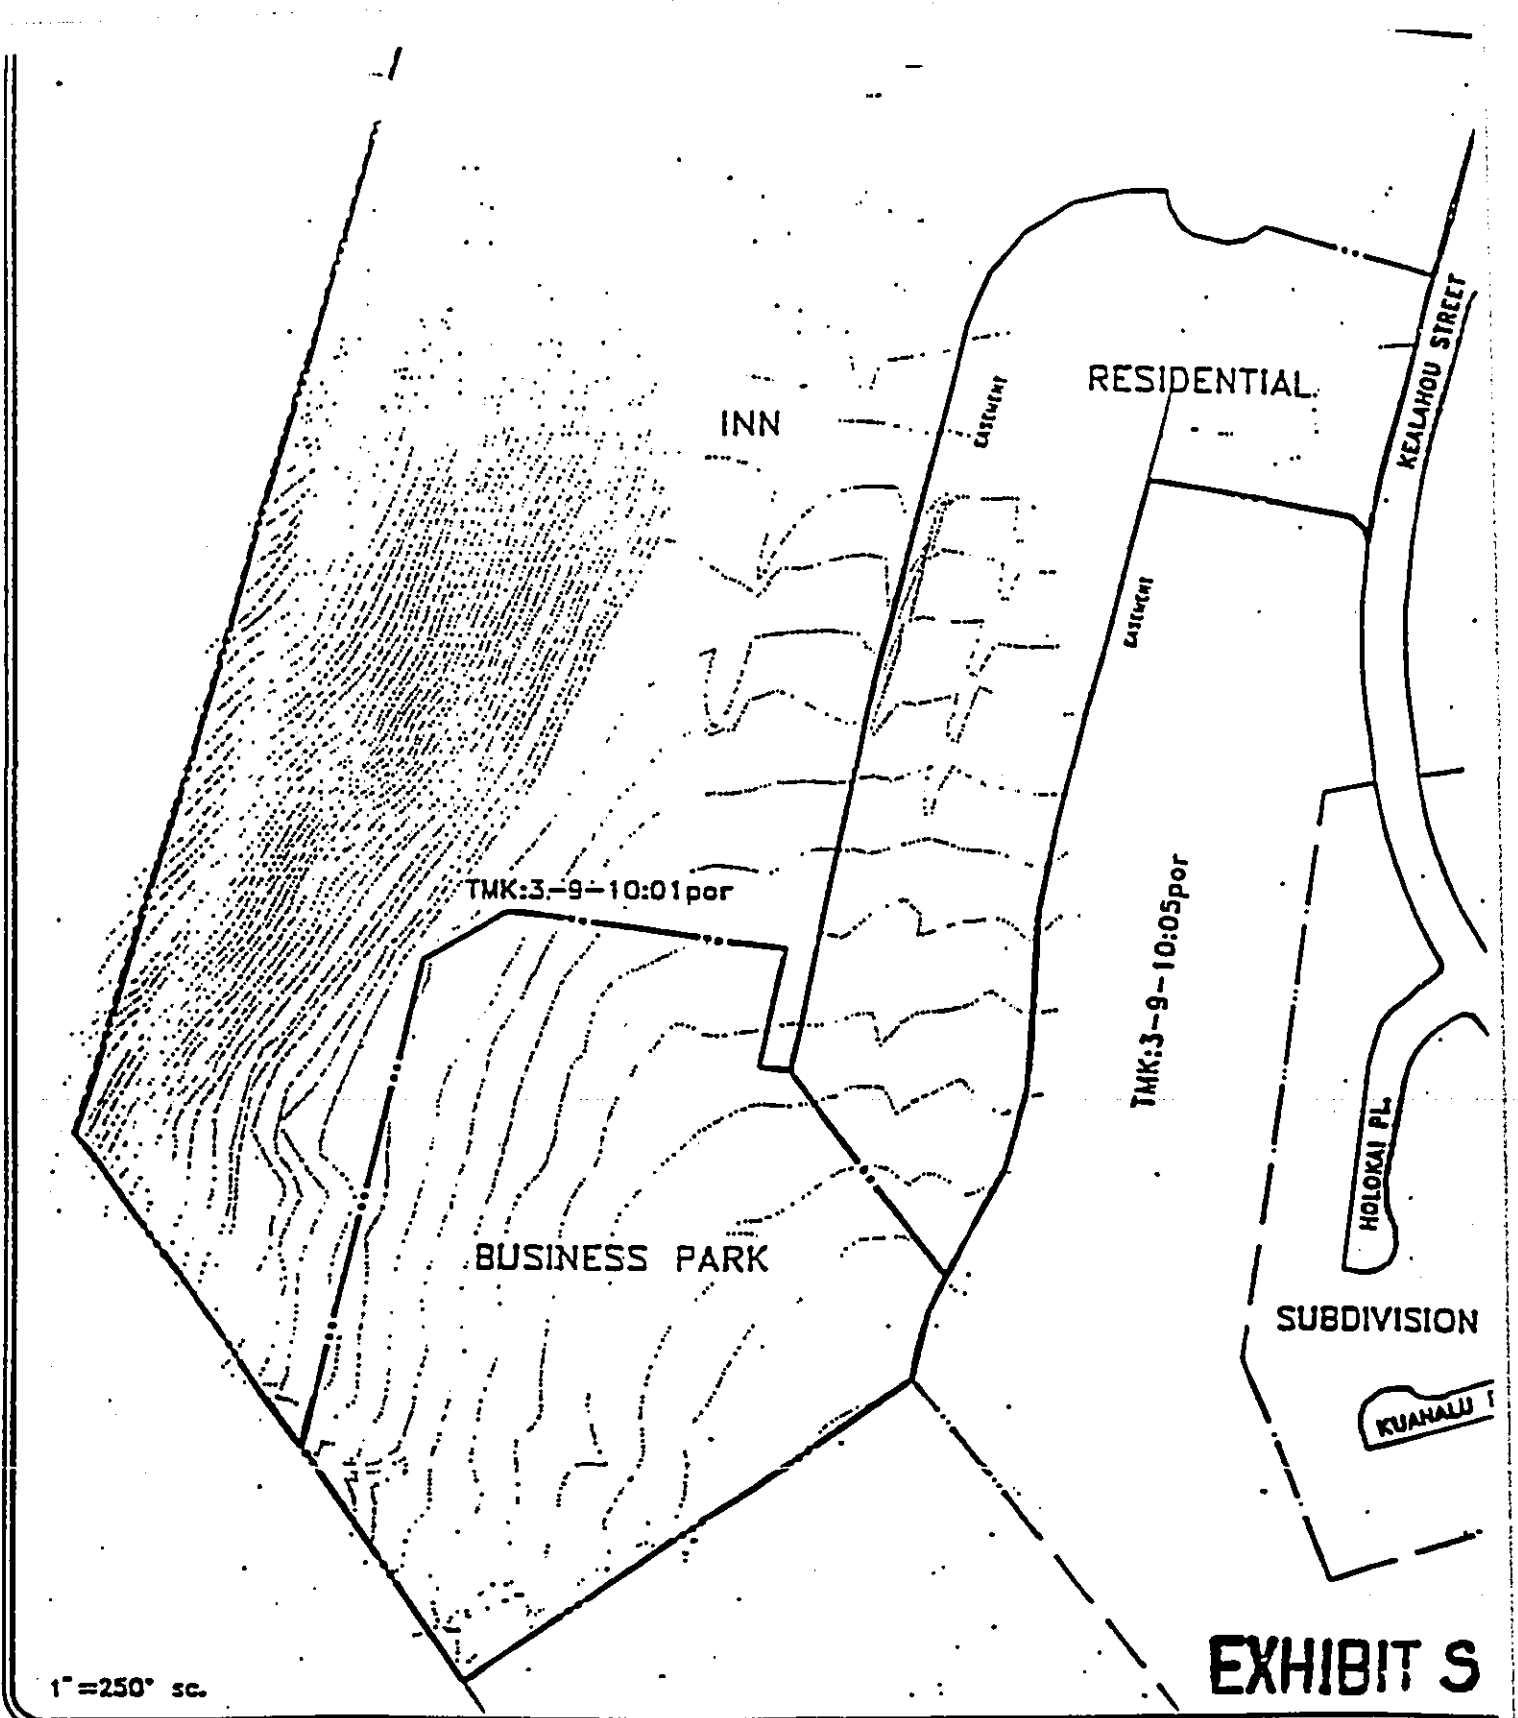 KEALAHOU STREET
RESIDENTIAL
EASEMENT
INN
EASEMENT
TMK:3-9-10:01por
TMK:3-9-10:05por
HOLOKAI PL.
BUSINESS PARK
SUBDIVISION
KUAHALU
EXHIBIT S
1"=250' sc.